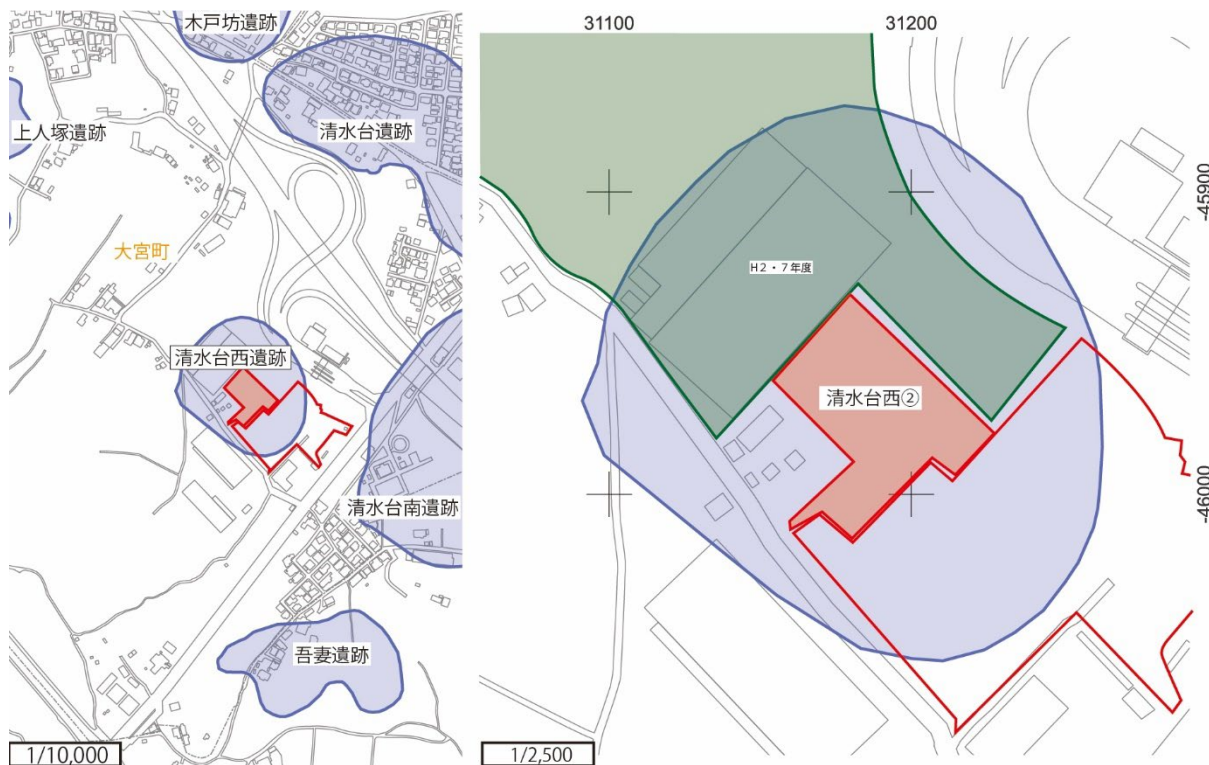 木戸坊遺跡
清水台遺跡
上人塚遺跡
大宮町
清水台西遺跡
清水台南遺跡
吾妻遺跡
1/10,000
31100
31200
-45900
H2・7年度
清水台西②
-46000
1/2,500